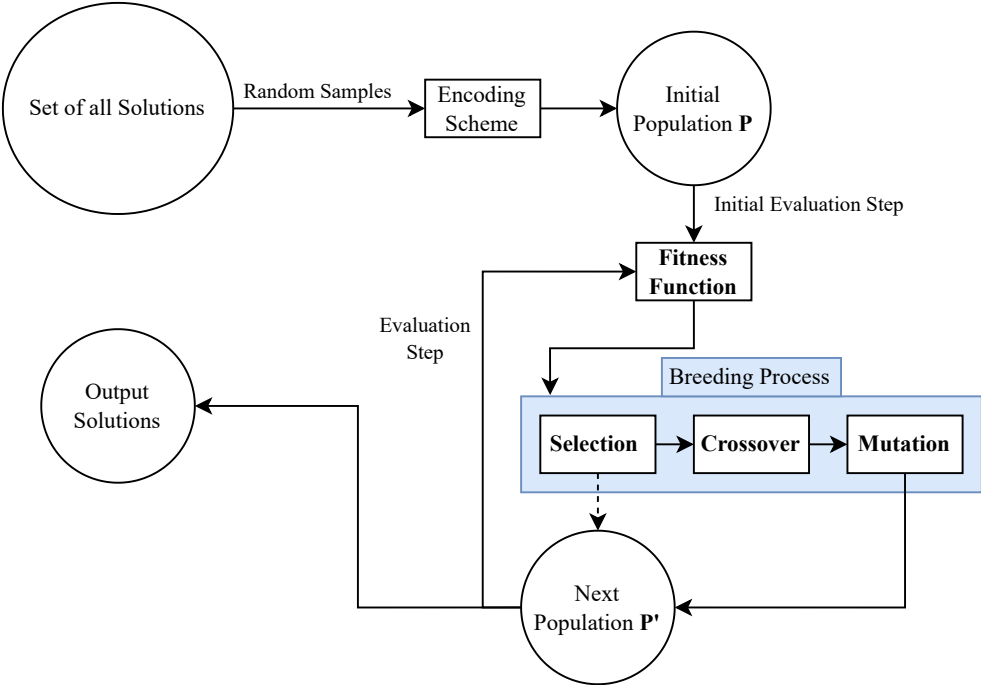 Set of all Solutions
Random Samples
Encoding
Scheme
Initial
Population P
Initial Evaluation Step
Fitness
Function
Evaluation
Step
Breeding Process
Selection
Crossover
Mutation
Output
Solutions
Next
Population P'